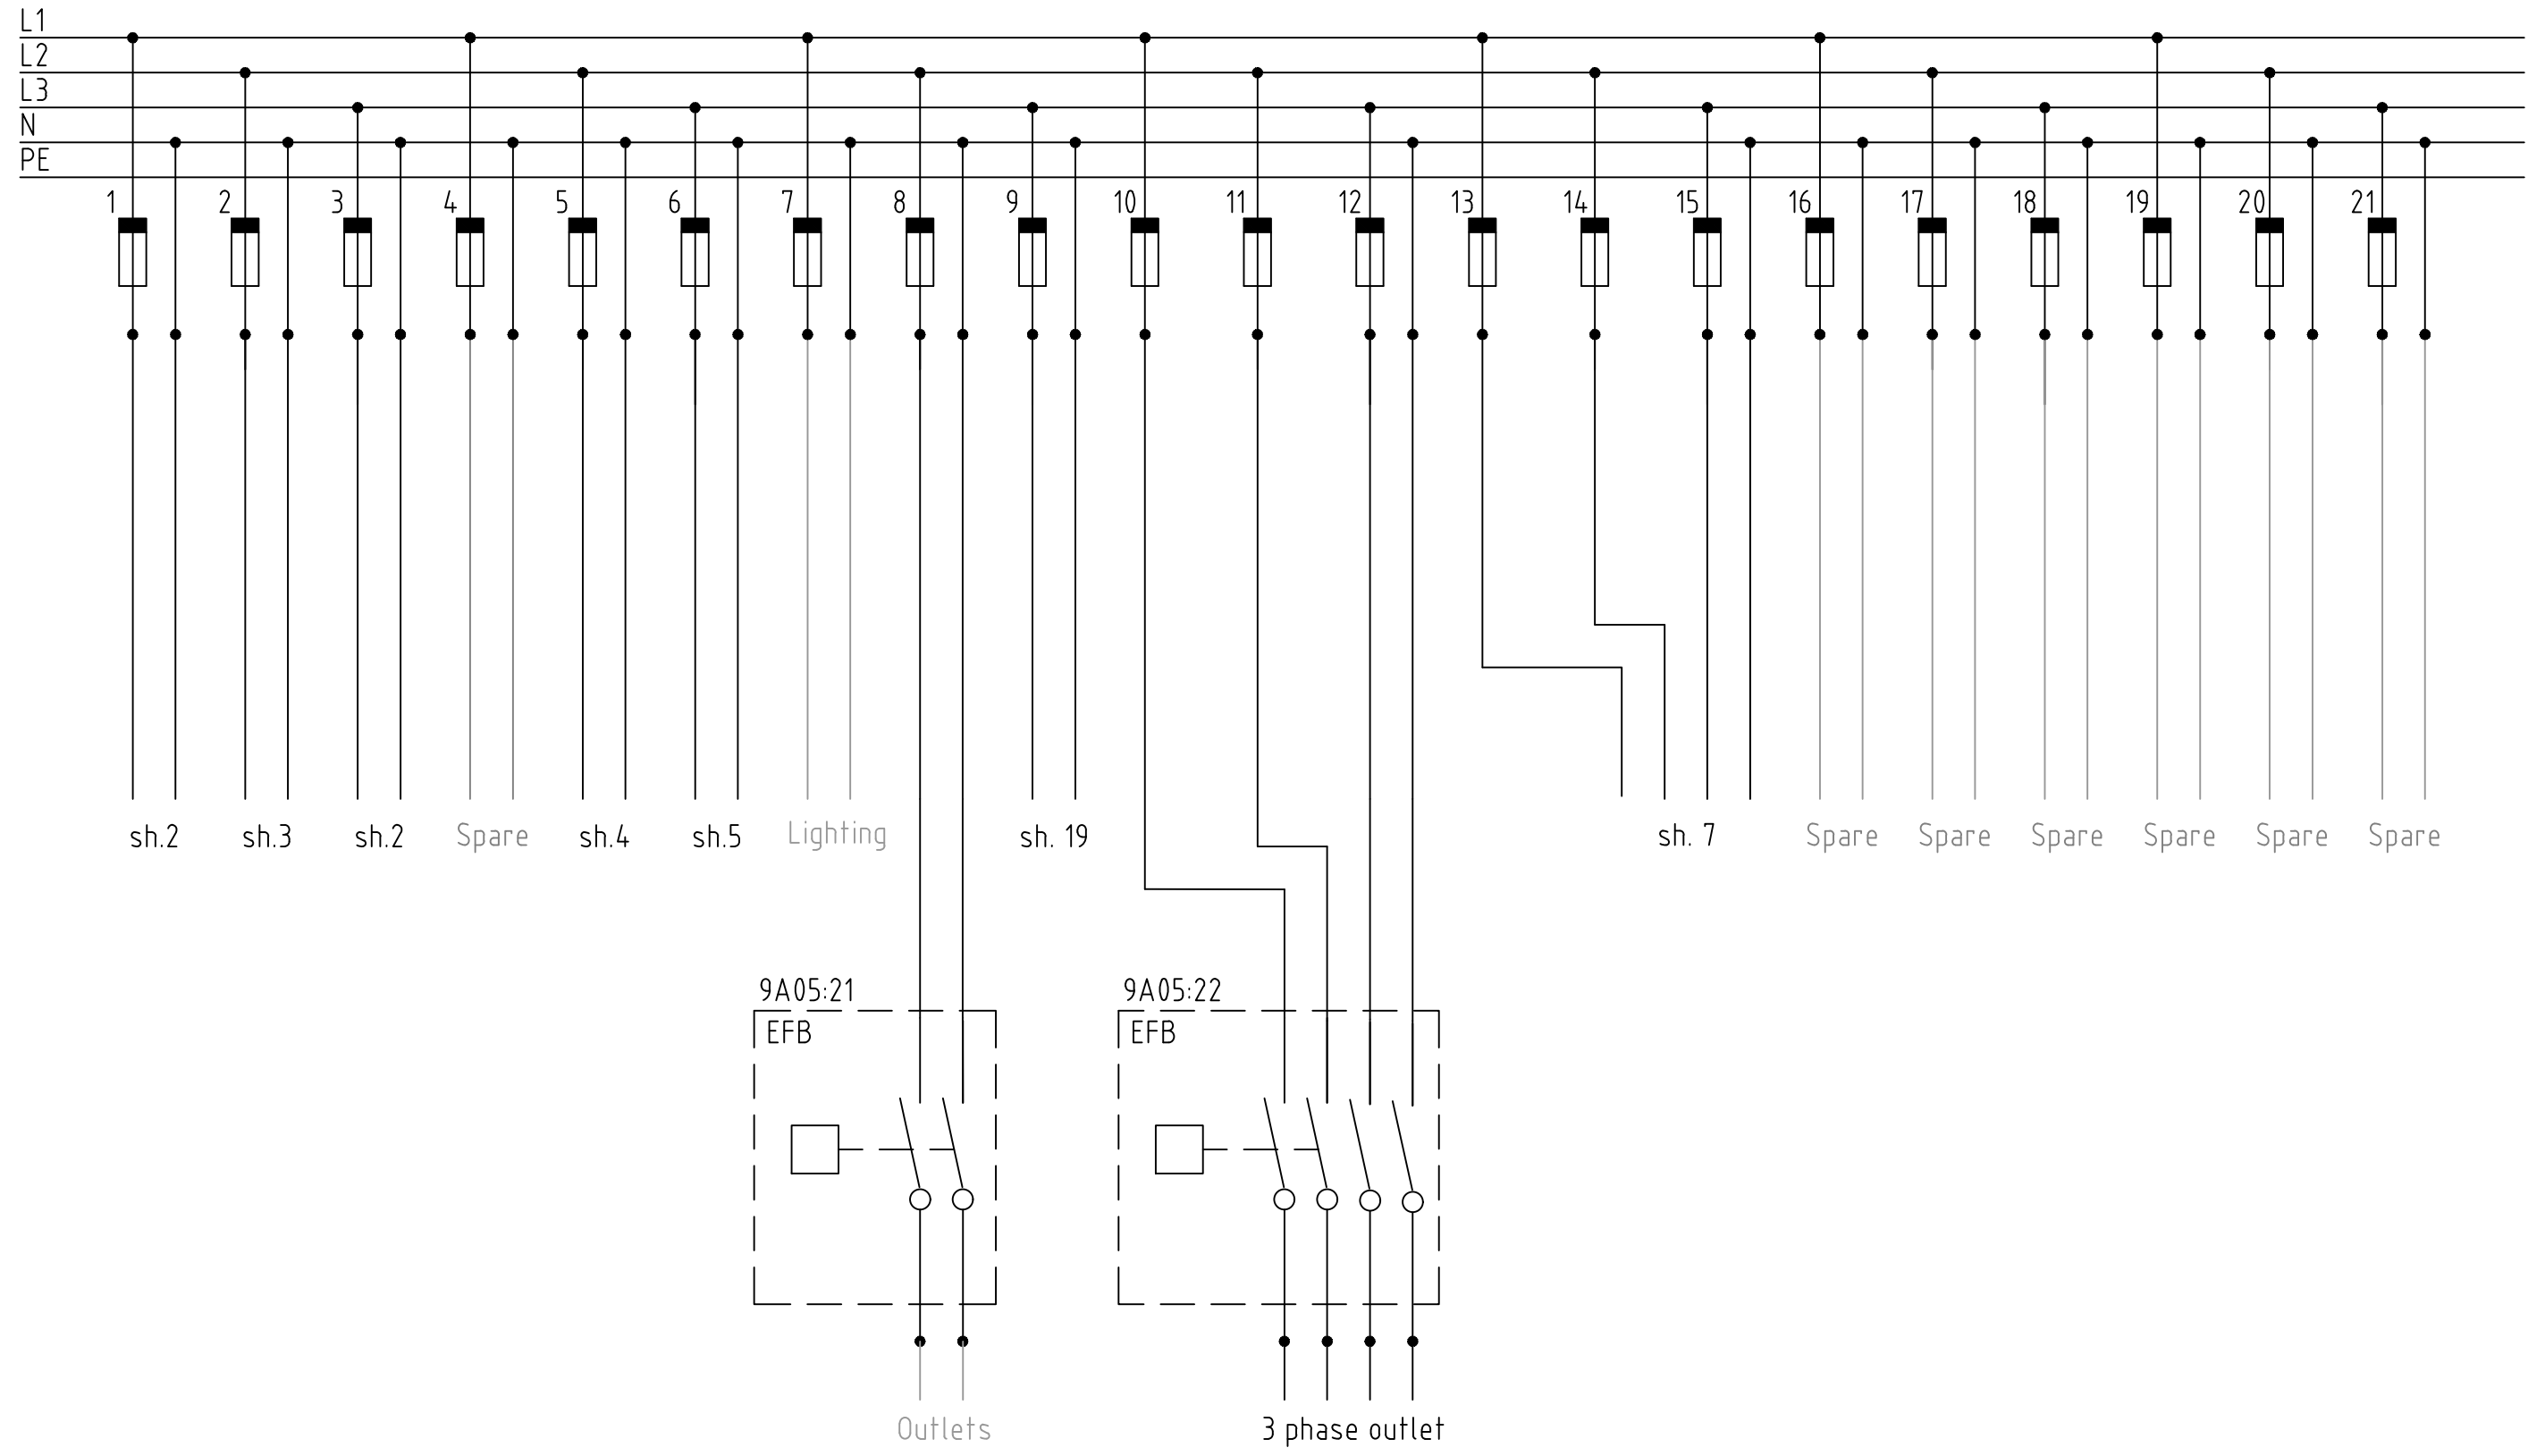 L1
L2
L3
N
PE
1 2 3 4 5 6 7 8 9 10 11 12 13 14 15 16 17 18 19 20 21
sh.2 sh.3 sh.2 Spare sh.4 sh.5 Lighting sh. 19 sh. 7 Spare Spare Spare Spare Spare Spare
9A05:21 9A05:22
EFB EFB
Outlets 3 phase outlet